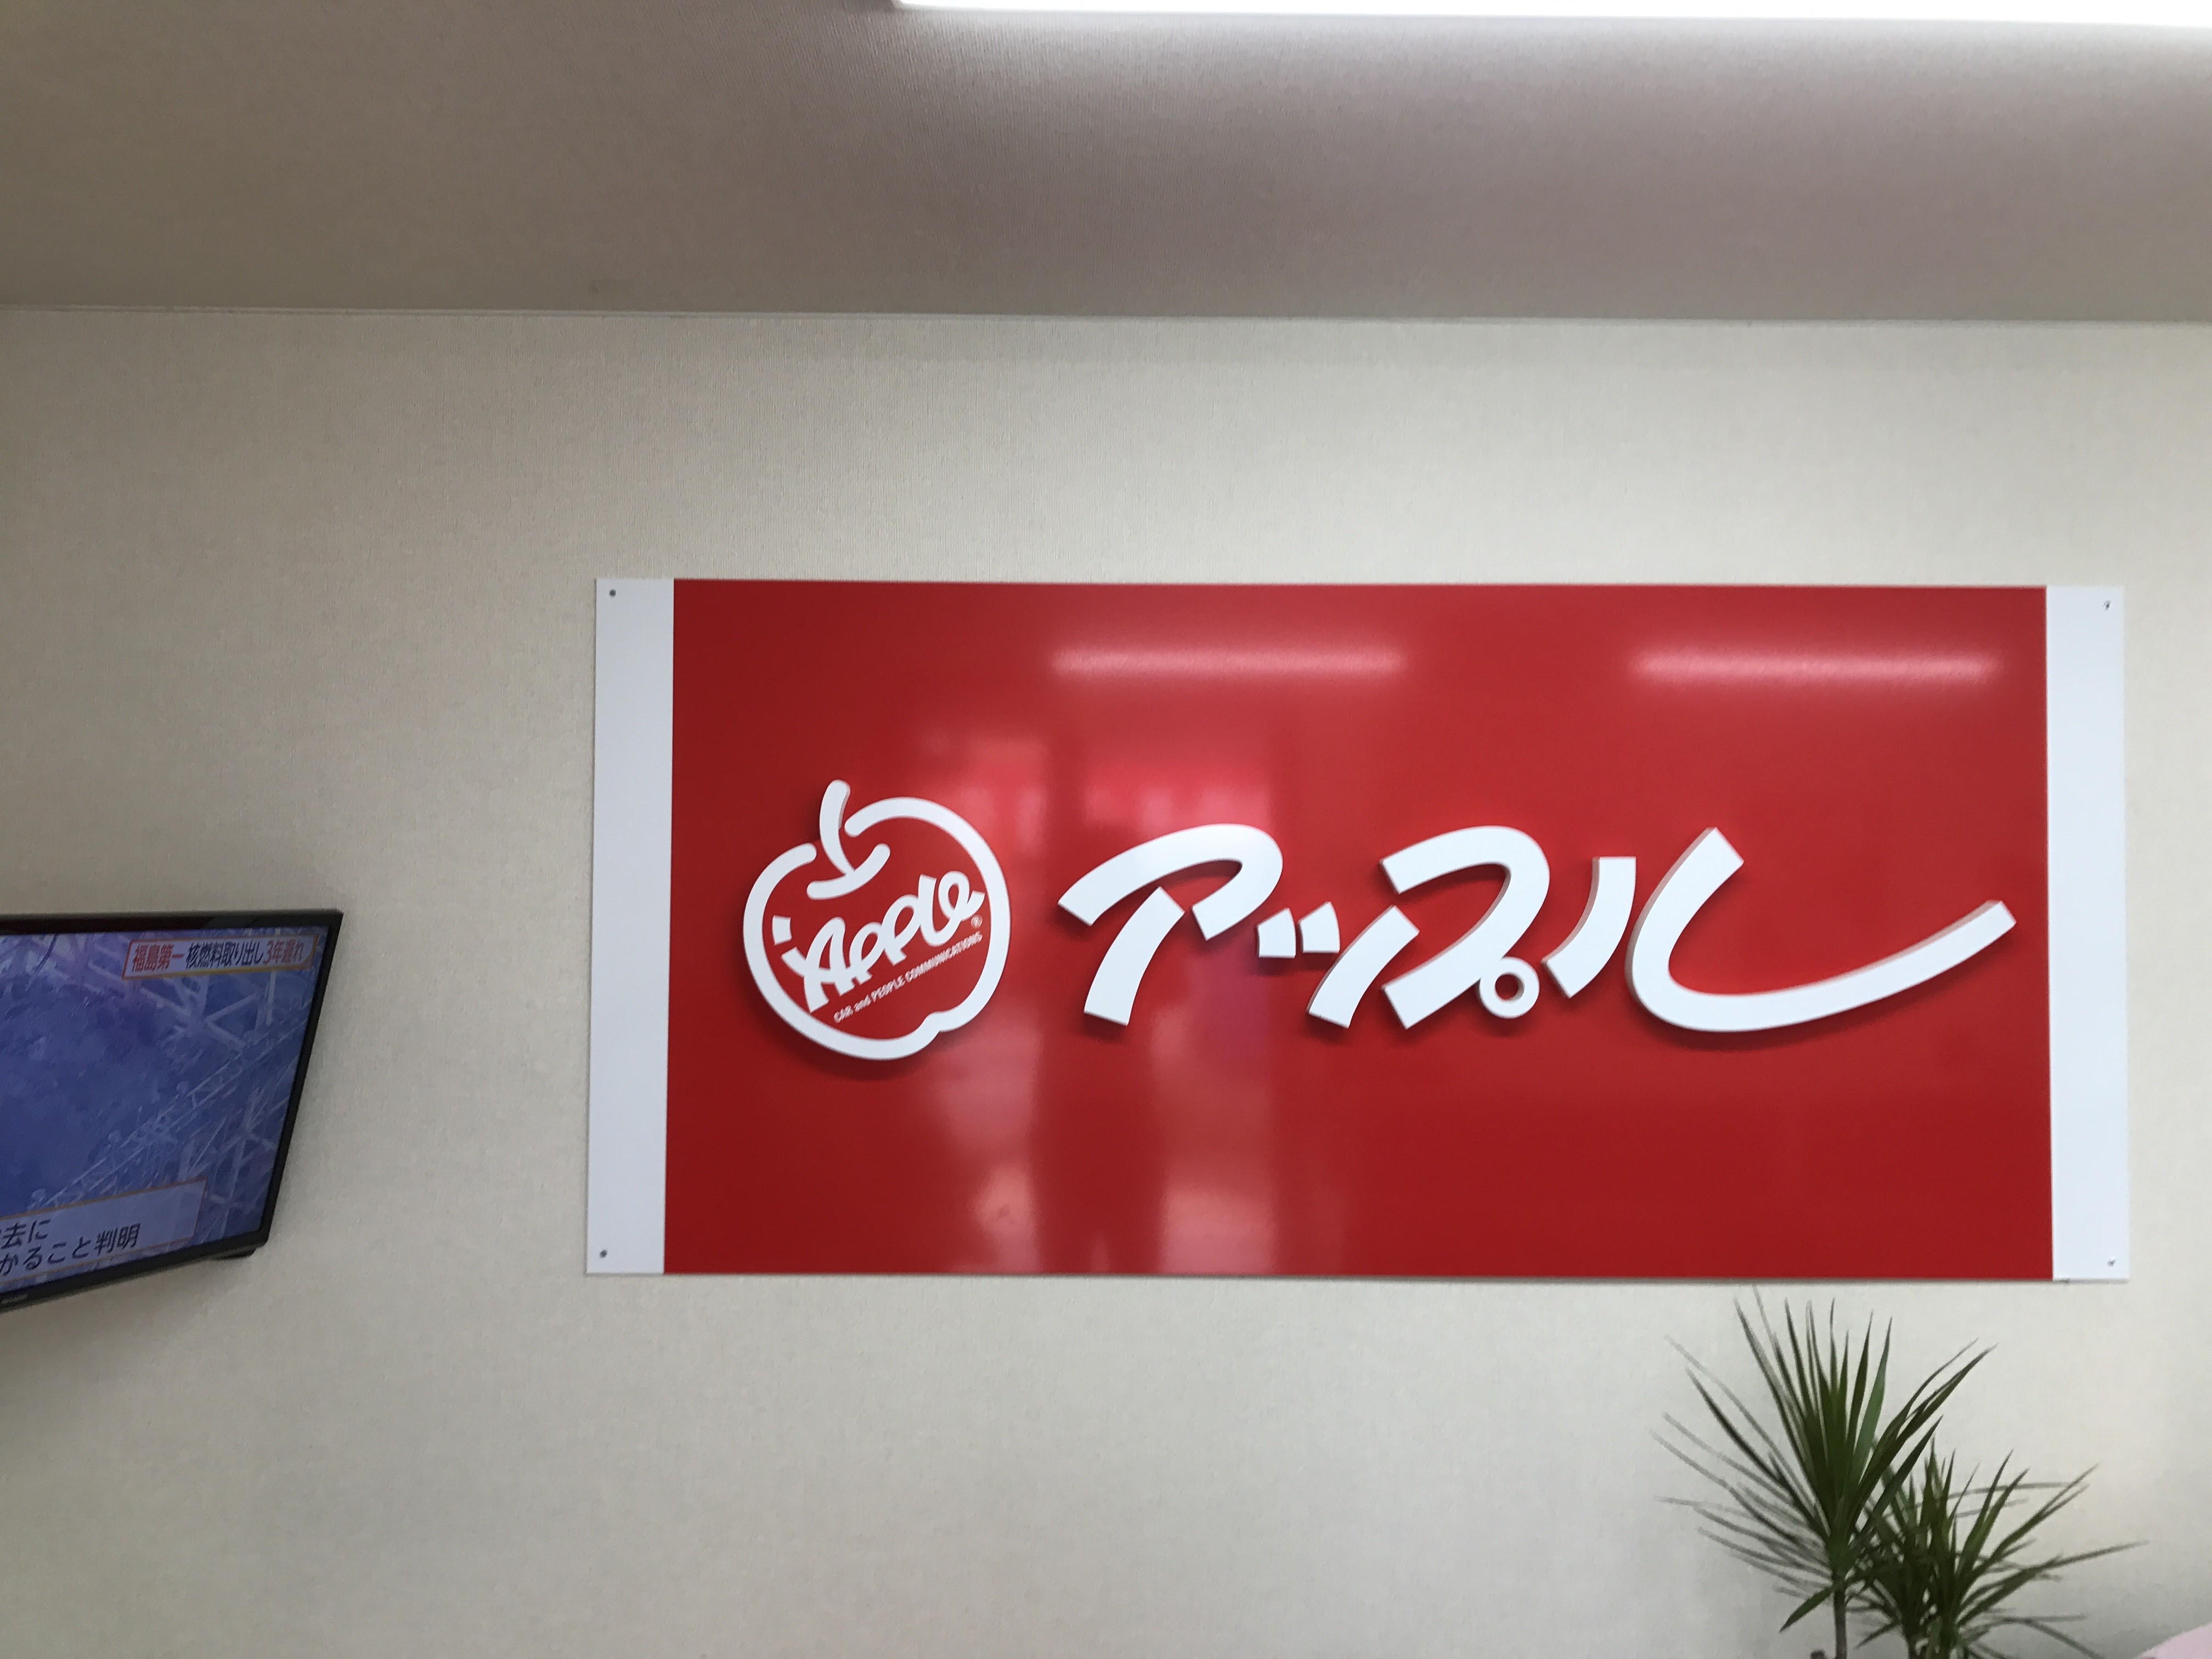 福島第一 核燃料取り出し3年遅れ
去に
かること判明
Apple®
CAR and PEOPLE COMMUNICATIONS
アップル